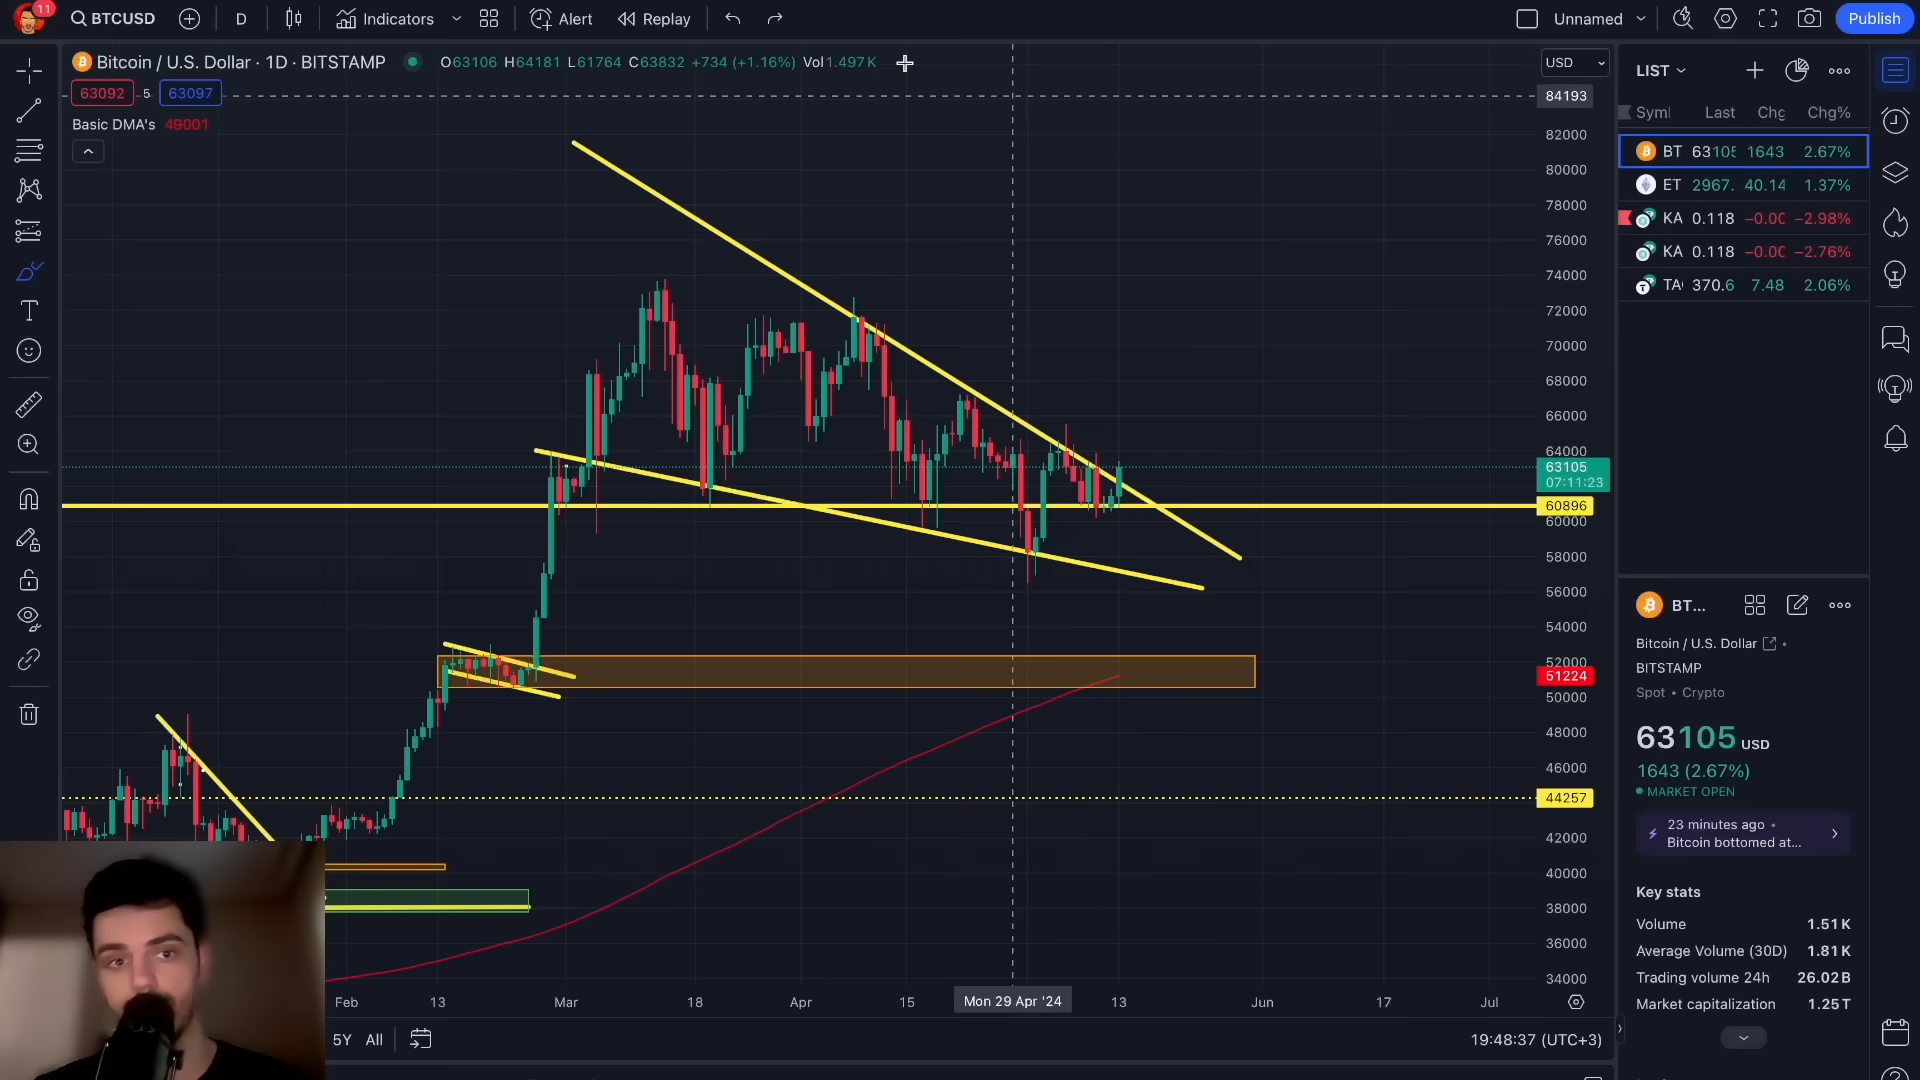 11
BTCUSD
D
Indicators
Alert
Replay
Unnamed
Publish
Bitcoin / U.S. Dollar · 1D · BITSTAMP
O63106 H64181 L61764 C63832 +734 (+1.16%) Vol1.497 K
USD
63092 5 63097
Basic DMA's 49001
84193
82000
80000
78000
76000
74000
72000
70000
68000
66000
64000
63105
07:11:23
60896
60000
58000
56000
54000
52000
51224
50000
48000
46000
44257
42000
40000
38000
36000
34000
Feb 13 Mar 18 Apr 15 Mon 29 Apr '24 13 Jun 17 Jul
5Y All
19:48:37 (UTC+3)
LIST
Syml Last Chg Chg%
BT 63105 1643 2.67%
ET 2967. 40.14 1.37%
KA 0.118 −0.00 −2.98%
KA 0.118 −0.00 −2.76%
TA 370.6 7.48 2.06%
BT...
Bitcoin / U.S. Dollar
BITSTAMP
Spot • Crypto
63105 USD
1643 (2.67%)
MARKET OPEN
23 minutes ago •
Bitcoin bottomed at...
Key stats
Volume 1.51 K
Average Volume (30D) 1.81 K
Trading volume 24h 26.02 B
Market capitalization 1.25 T